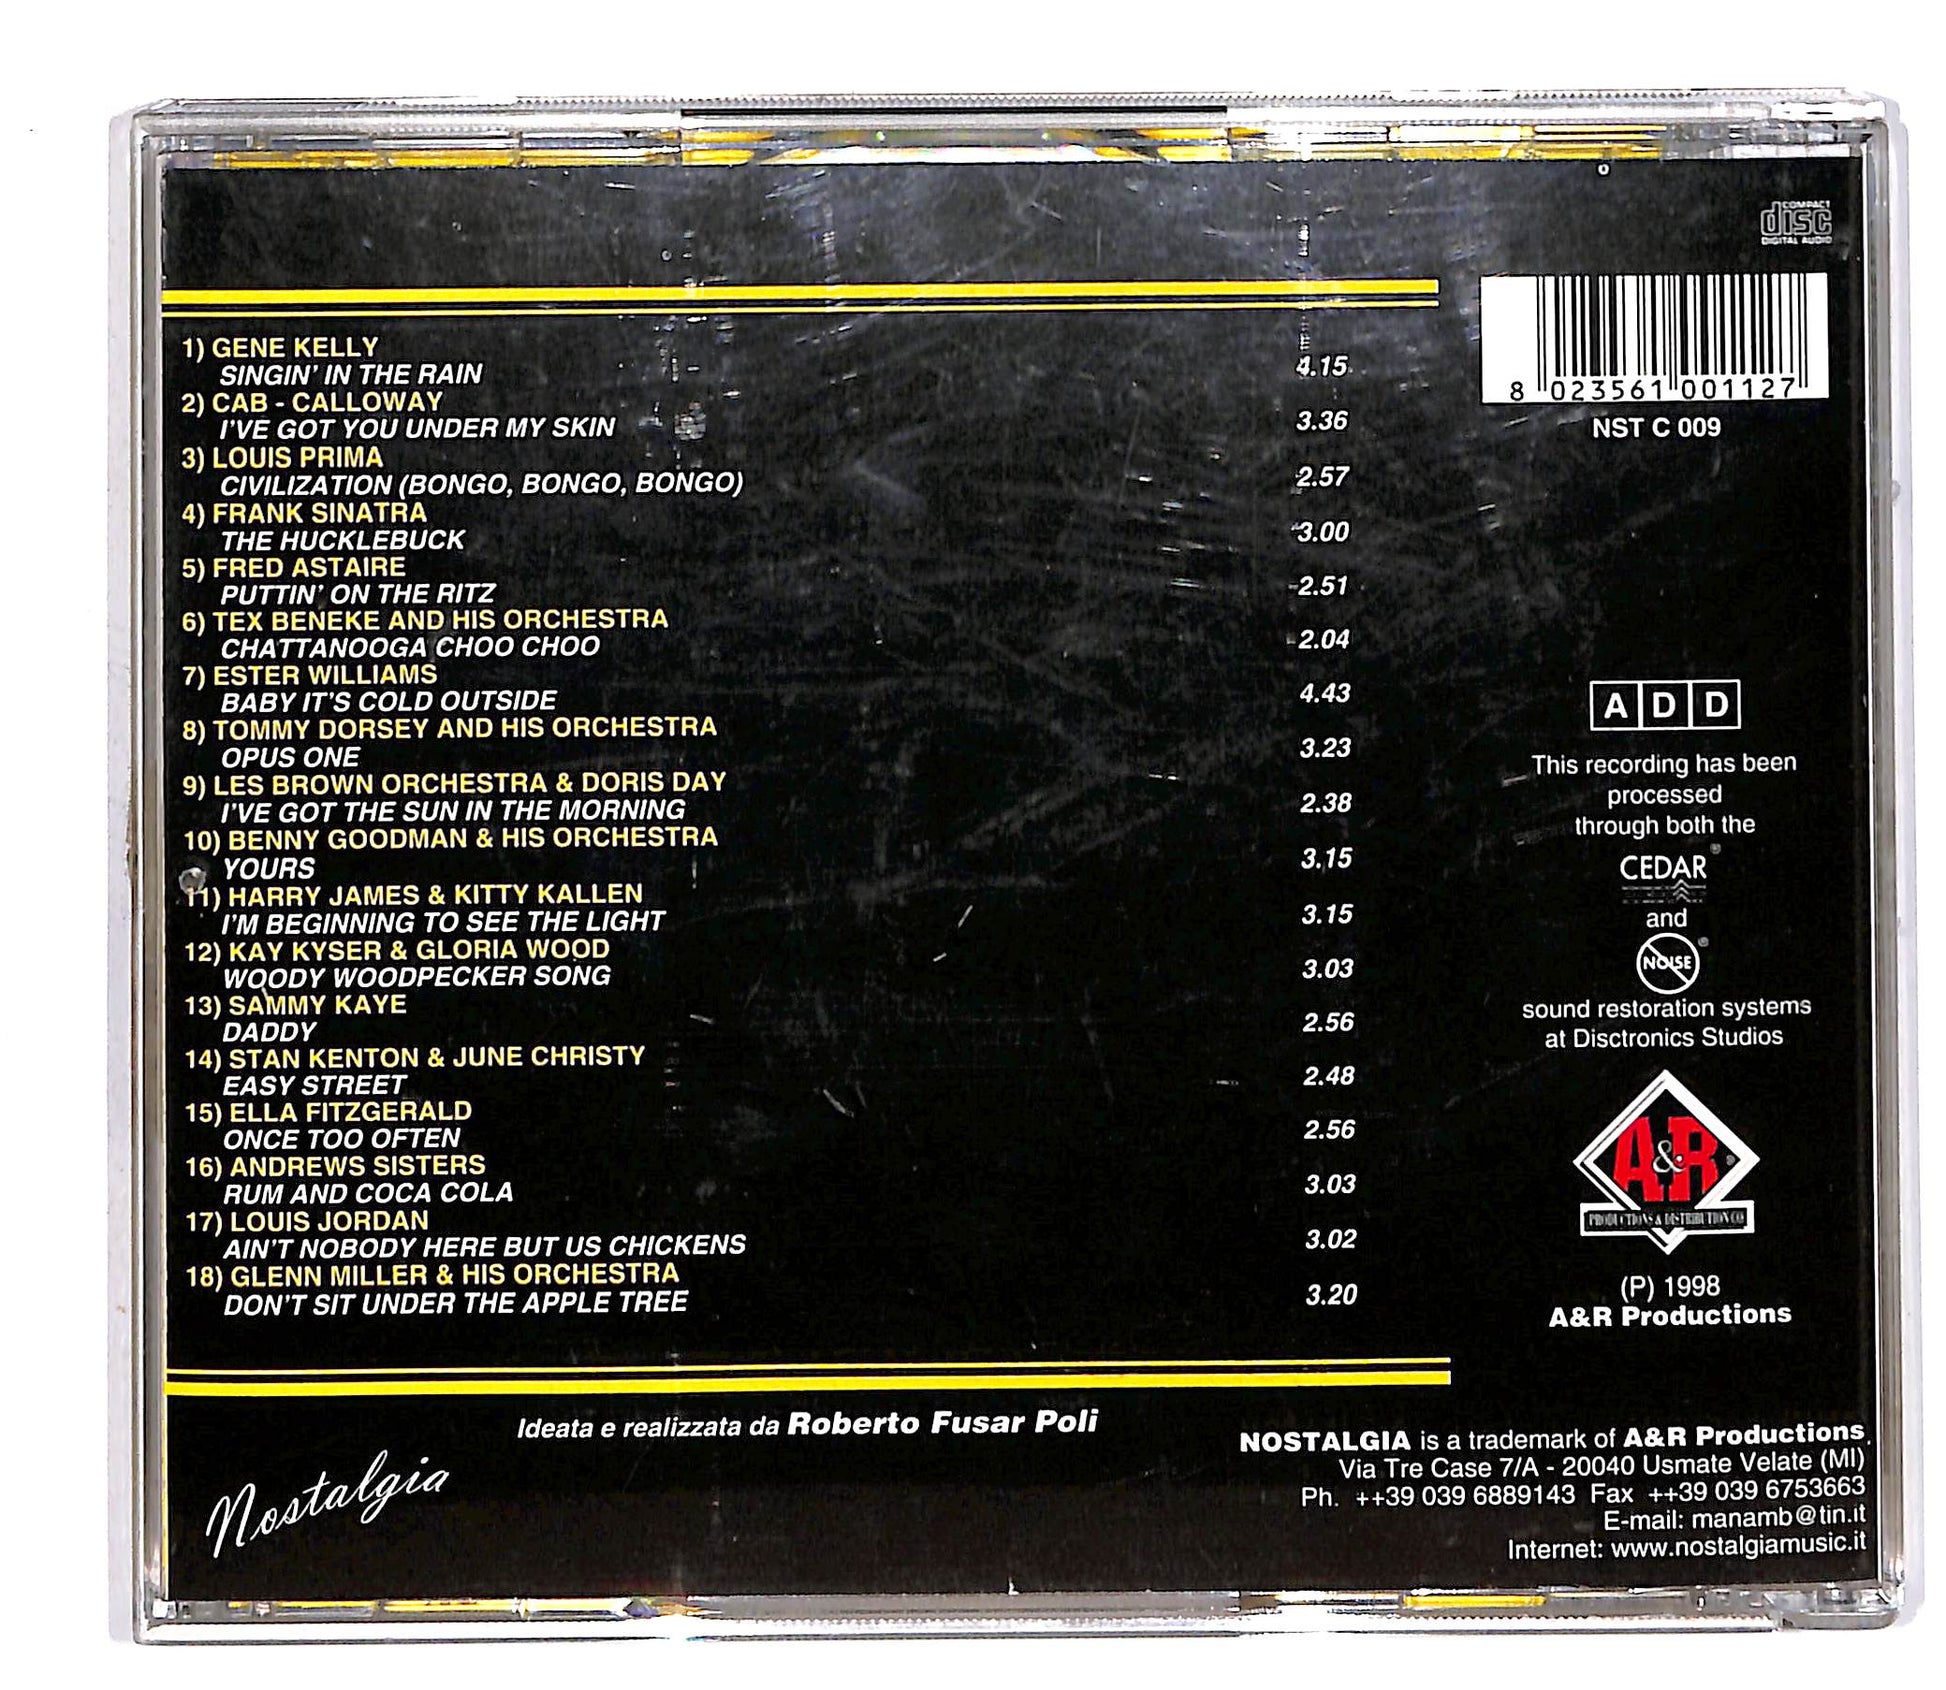 COMPACT
disc
DIGITAL AUDIO
8 023561 001127
NST C 009
1) GENE KELLY
SINGIN' IN THE RAIN 4.15
2) CAB - CALLOWAY
I'VE GOT YOU UNDER MY SKIN 3.36
3) LOUIS PRIMA
CIVILIZATION (BONGO, BONGO, BONGO) 2.57
4) FRANK SINATRA
THE HUCKLEBUCK 3.00
5) FRED ASTAIRE
PUTTIN' ON THE RITZ 2.51
6) TEX BENEKE AND HIS ORCHESTRA
CHATTANOOGA CHOO CHOO 2.04
7) ESTER WILLIAMS
BABY IT'S COLD OUTSIDE 4.43
8) TOMMY DORSEY AND HIS ORCHESTRA
OPUS ONE 3.23
9) LES BROWN ORCHESTRA & DORIS DAY
I'VE GOT THE SUN IN THE MORNING 2.38
10) BENNY GOODMAN & HIS ORCHESTRA
YOURS 3.15
11) HARRY JAMES & KITTY KALLEN
I'M BEGINNING TO SEE THE LIGHT 3.15
12) KAY KYSER & GLORIA WOOD
WOODY WOODPECKER SONG 3.03
13) SAMMY KAYE
DADDY 2.56
14) STAN KENTON & JUNE CHRISTY
EASY STREET 2.48
15) ELLA FITZGERALD
ONCE TOO OFTEN 2.56
16) ANDREWS SISTERS
RUM AND COCA COLA 3.03
17) LOUIS JORDAN
AIN'T NOBODY HERE BUT US CHICKENS 3.02
18) GLENN MILLER & HIS ORCHESTRA
DON'T SIT UNDER THE APPLE TREE 3.20
ADD
This recording has been
processed
through both the
CEDAR
and
NOISE
sound restoration systems
at Disctronics Studios
A&R
PRODUCTIONS & DISTRIBUTION CO
(P) 1998
A&R Productions
Ideata e realizzata da Roberto Fusar Poli
Nostalgia
NOSTALGIA is a trademark of A&R Productions.
Via Tre Case 7/A - 20040 Usmate Velate (MI)
Ph. ++39 039 6889143 Fax ++39 039 6753663
E-mail: manamb@tin.it
Internet: www.nostalgiamusic.it